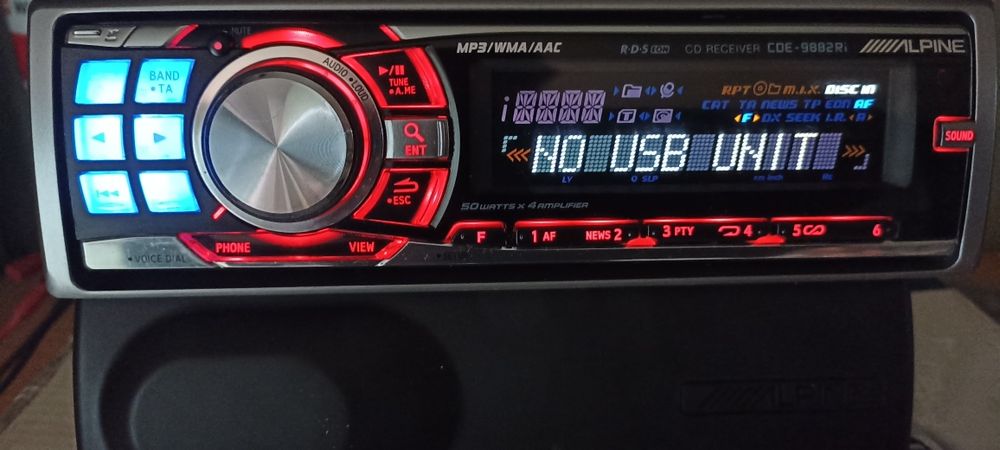 MUTE
MP3/WMA/AAC
R·D·S EON
CD RECEIVER CDE-9882Ri
ALPINE
BAND
•TA
AUDIO •LOUD
TUNE
•A.ME
RPT M.I.X. DISC IN
CAT TA NEWS TP EON AF
F DX SEEK I.R. R
ENT
NO USB UNIT
SOUND
LY
O SLP
•ESC
50 WATTS X 4 AMPLIFIER
PHONE
VIEW
F
1 AF
NEWS 2
3 PTY
4
5
6
•VOICE DIAL
ALPINE